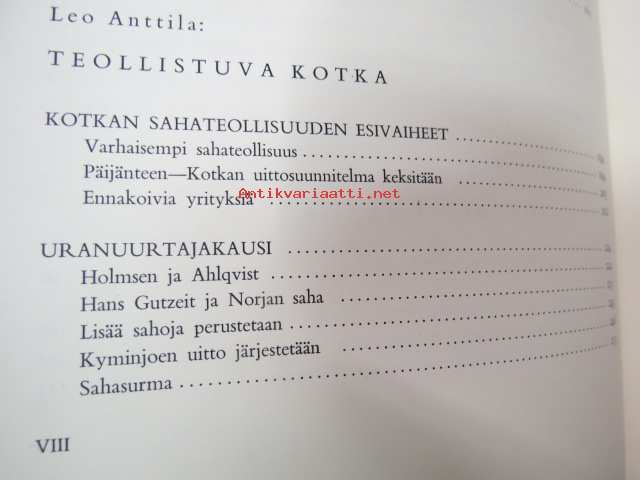 Leo Anttila:
TEOLLISTUVA KOTKA
KOTKAN SAHATEOLLISUUDEN ESIVAIHEET
Varhaisempi sahateollisuus
Päijänteen—Kotkan uittosuunnitelma keksitään
Antikvariaatti.net
Ennakoivia yrityksiä
URANUURTAJAKAUSI
Holmsen ja Ahlqvist
Hans Gutzeit ja Norjan saha
Lisää sahoja perustetaan
Kyminjoen uitto järjestetään
Sahasurma
VIII